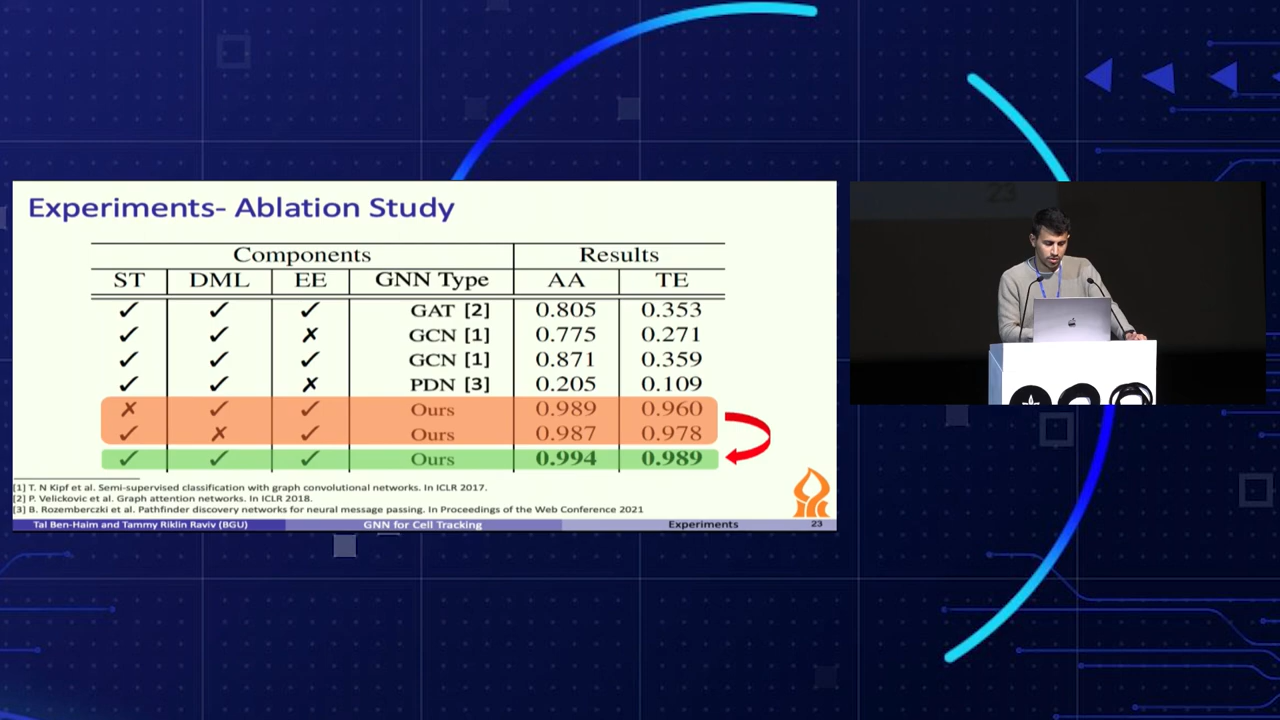 Experiments- Ablation Study
Components Results
ST DML EE GNN Type AA TE
✓ ✓ ✓ GAT [2] 0.805 0.353
✓ ✓ ✗ GCN [1] 0.775 0.271
✓ ✓ ✓ GCN [1] 0.871 0.359
✓ ✓ ✗ PDN [3] 0.205 0.109
✗ ✓ ✓ Ours 0.989 0.960
✓ ✗ ✓ Ours 0.987 0.978
✓ ✓ ✓ Ours 0.994 0.989
[1] T. N Kipf et al. Semi-supervised classification with graph convolutional networks. In ICLR 2017.
[2] P. Velickovic et al. Graph attention networks. In ICLR 2018.
[3] B. Rozemberczki et al. Pathfinder discovery networks for neural message passing. In Proceedings of the Web Conference 2021
Tal Ben-Haim and Tammy Riklin Raviv (BGU) GNN for Cell Tracking Experiments 23
23